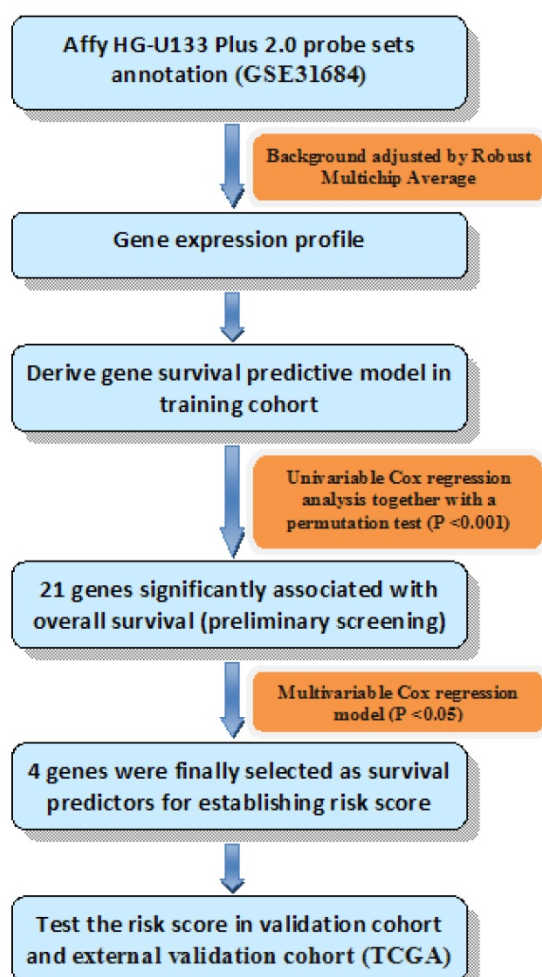 Affy HG-U133 Plus 2.0 probe sets
annotation (GSE31684)
Background adjusted by Robust
Multichip Average
Gene expression profile
Derive gene survival predictive model in
training cohort
Univariable Cox regression
analysis together with a
permutation test (P <0.001)
21 genes significantly associated with
overall survival (preliminary screening)
Multivariable Cox regression
model (P <0.05)
4 genes were finally selected as survival
predictors for establishing risk score
Test the risk score in validation cohort
and external validation cohort (TCGA)